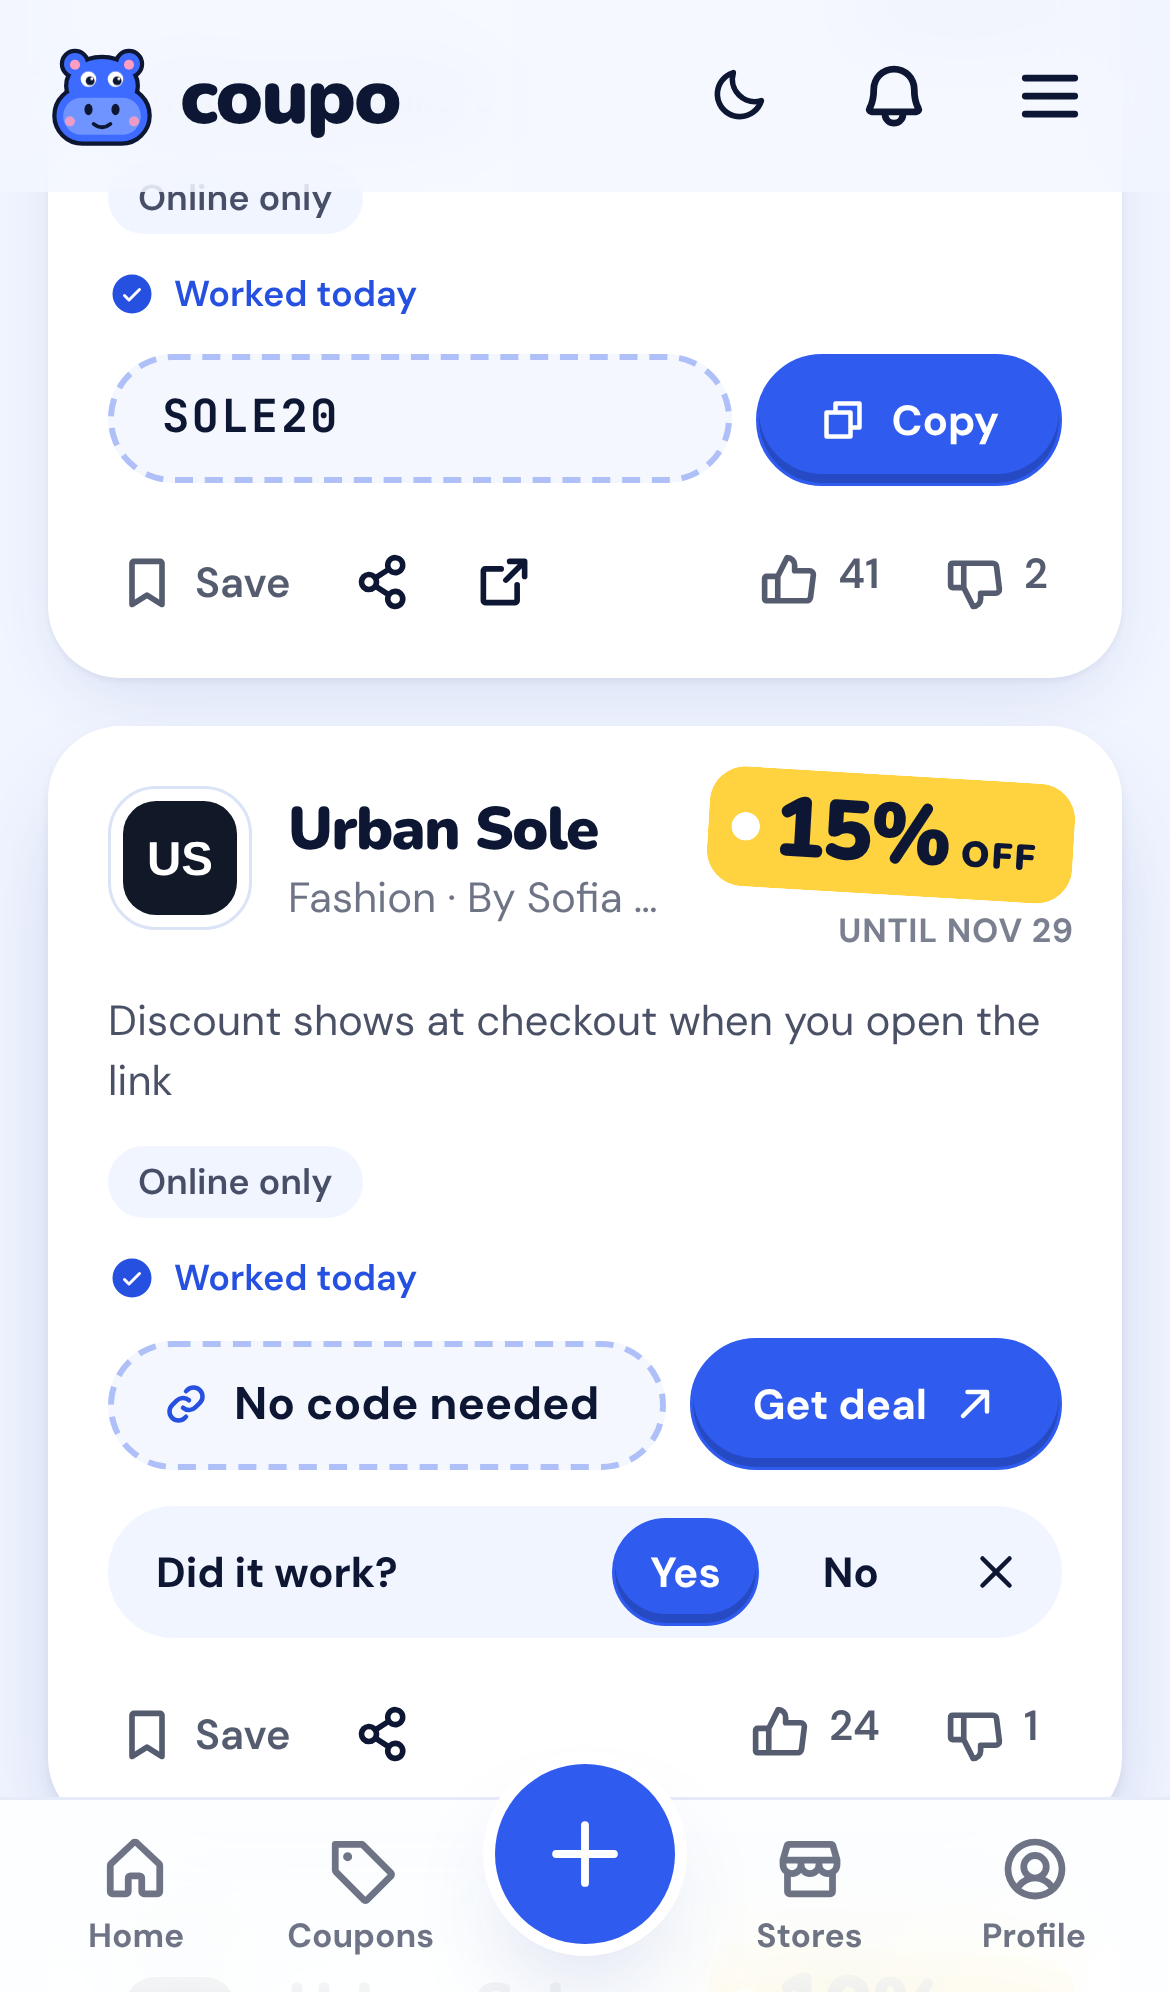 coupo
Online only
Worked today
SOLE20
Copy
Save
41
2
US
Urban Sole
15% OFF
Fashion · By Sofia ...
UNTIL NOV 29
Discount shows at checkout when you open the
link
Online only
Worked today
No code needed
Get deal
Did it work?
Yes
No
Save
24
1
Home
Coupons
Stores
Profile